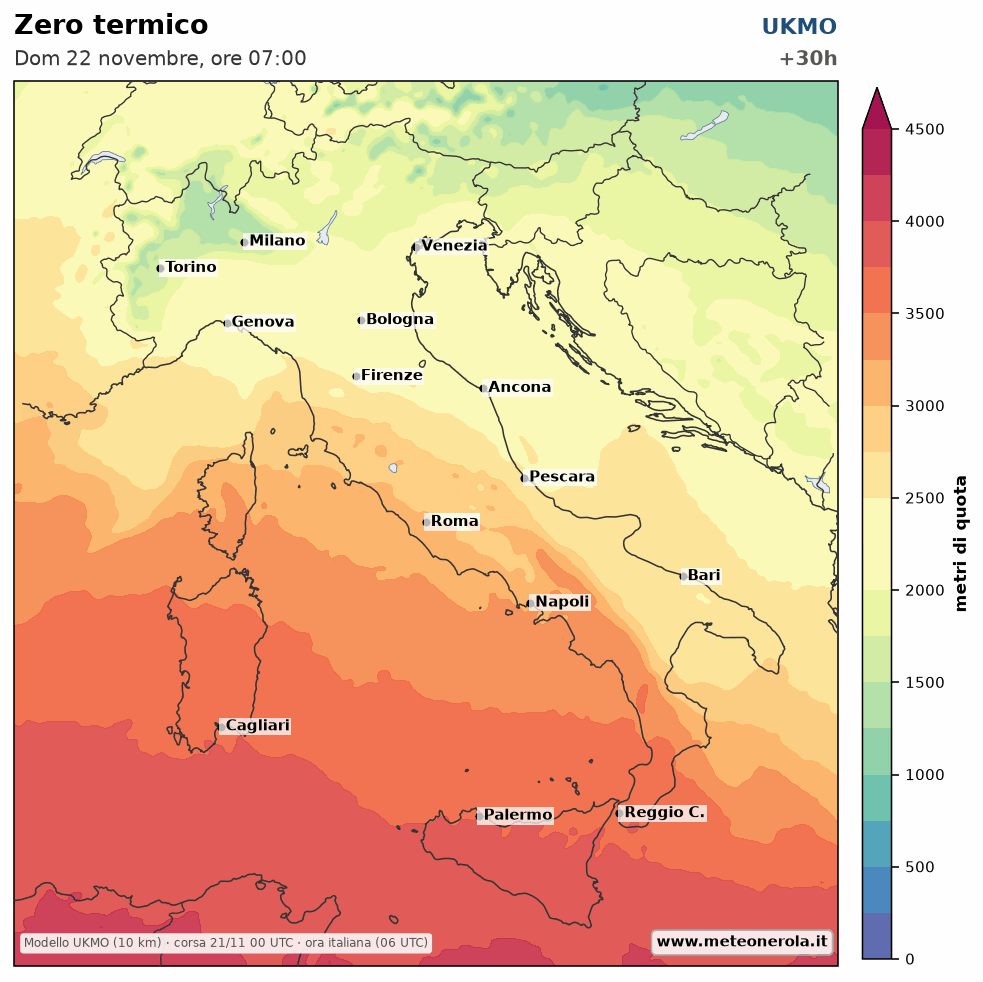 Zero termico
UKMO
Dom 22 novembre, ore 07:00
+30h
Milano
Venezia
Torino
Genova
Bologna
Firenze
Ancona
Pescara
Roma
Bari
Napoli
Cagliari
Palermo
Reggio C.
4500
4000
3500
3000
2500
2000
1500
1000
500
0
metri di quota
Modello UKMO (10 km) · corsa 21/11 00 UTC · ora italiana (06 UTC)
www.meteonerola.it